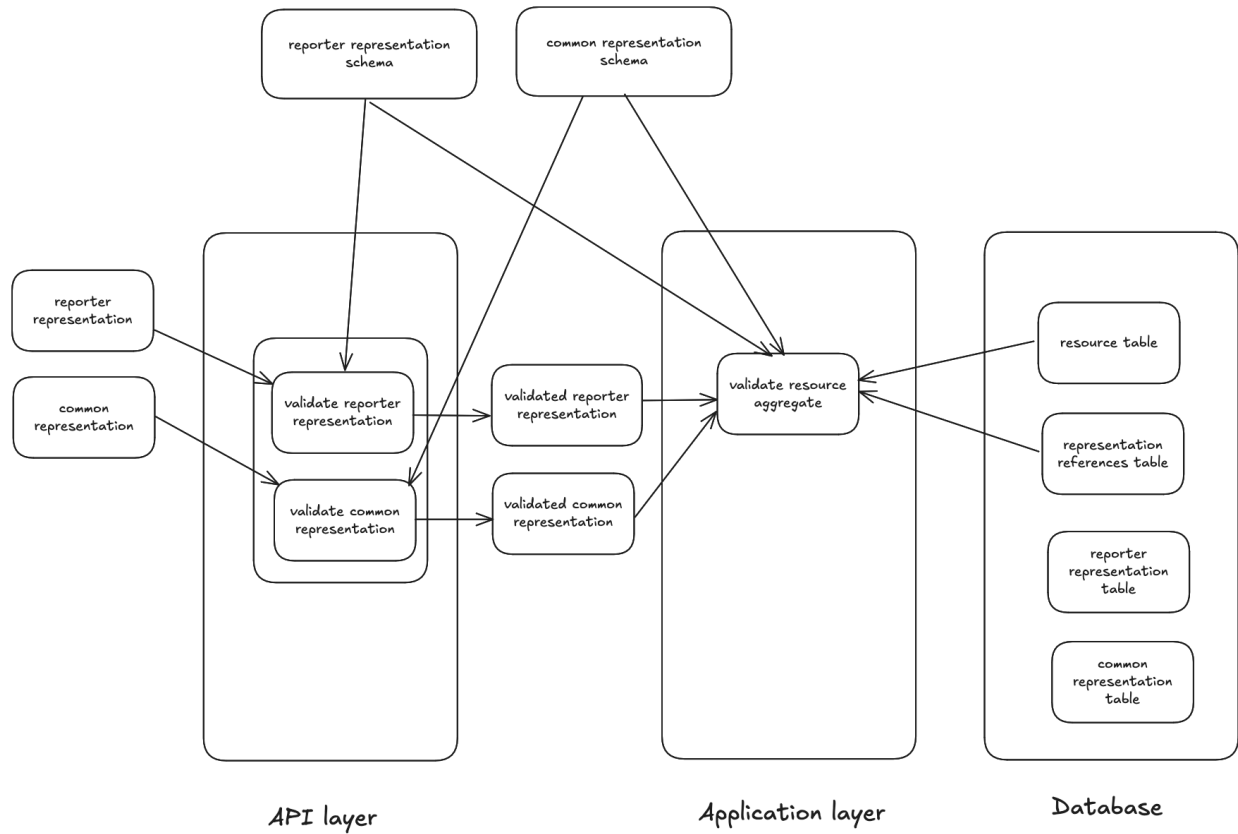 reporter representation
schema
common representation
schema
reporter
representation
common
representation
validate reporter
representation
validate common
representation
validated reporter
representation
validated common
representation
validate resource
aggregate
resource table
representation
references table
reporter
representation
table
common
representation
table
API layer
Application layer
Database